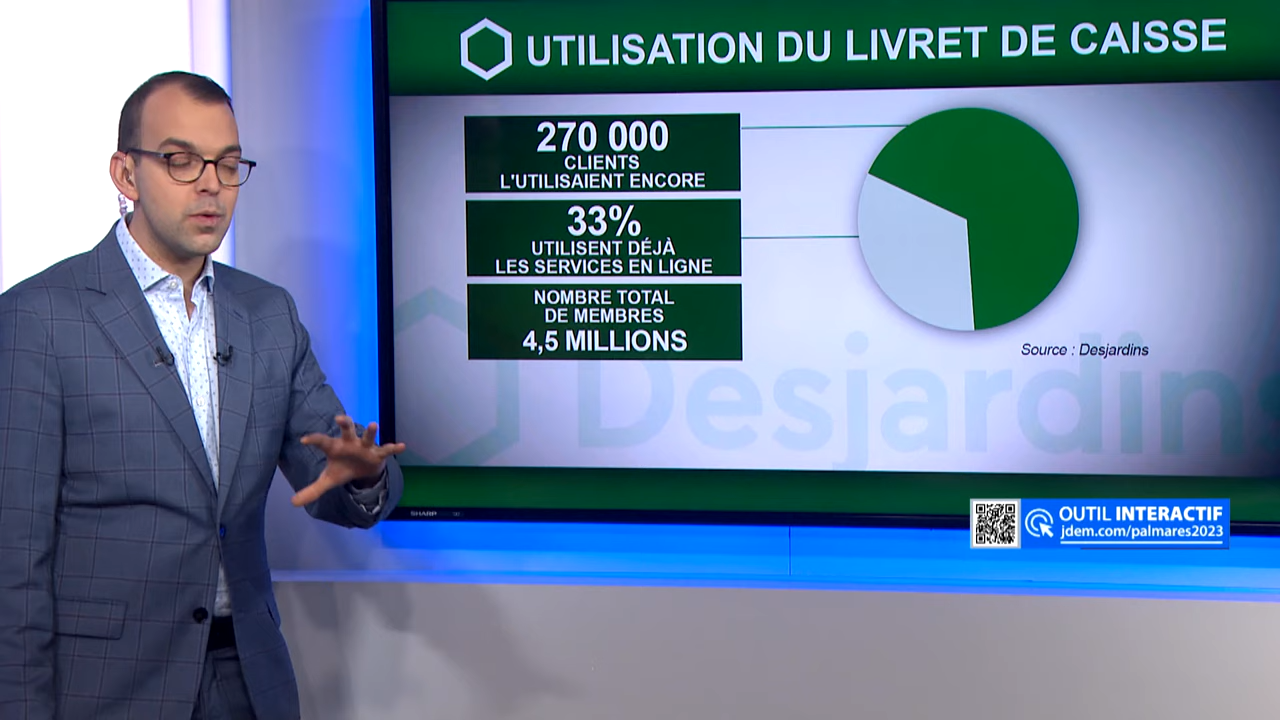 UTILISATION DU LIVRET DE CAISSE
270 000
CLIENTS
L'UTILISAIENT ENCORE
33%
UTILISENT DÉJÀ
LES SERVICES EN LIGNE
NOMBRE TOTAL
DE MEMBRES
4,5 MILLIONS
Source : Desjardins
Desjardins
SHARP
OUTIL INTERACTIF
jdem.com/palmares2023